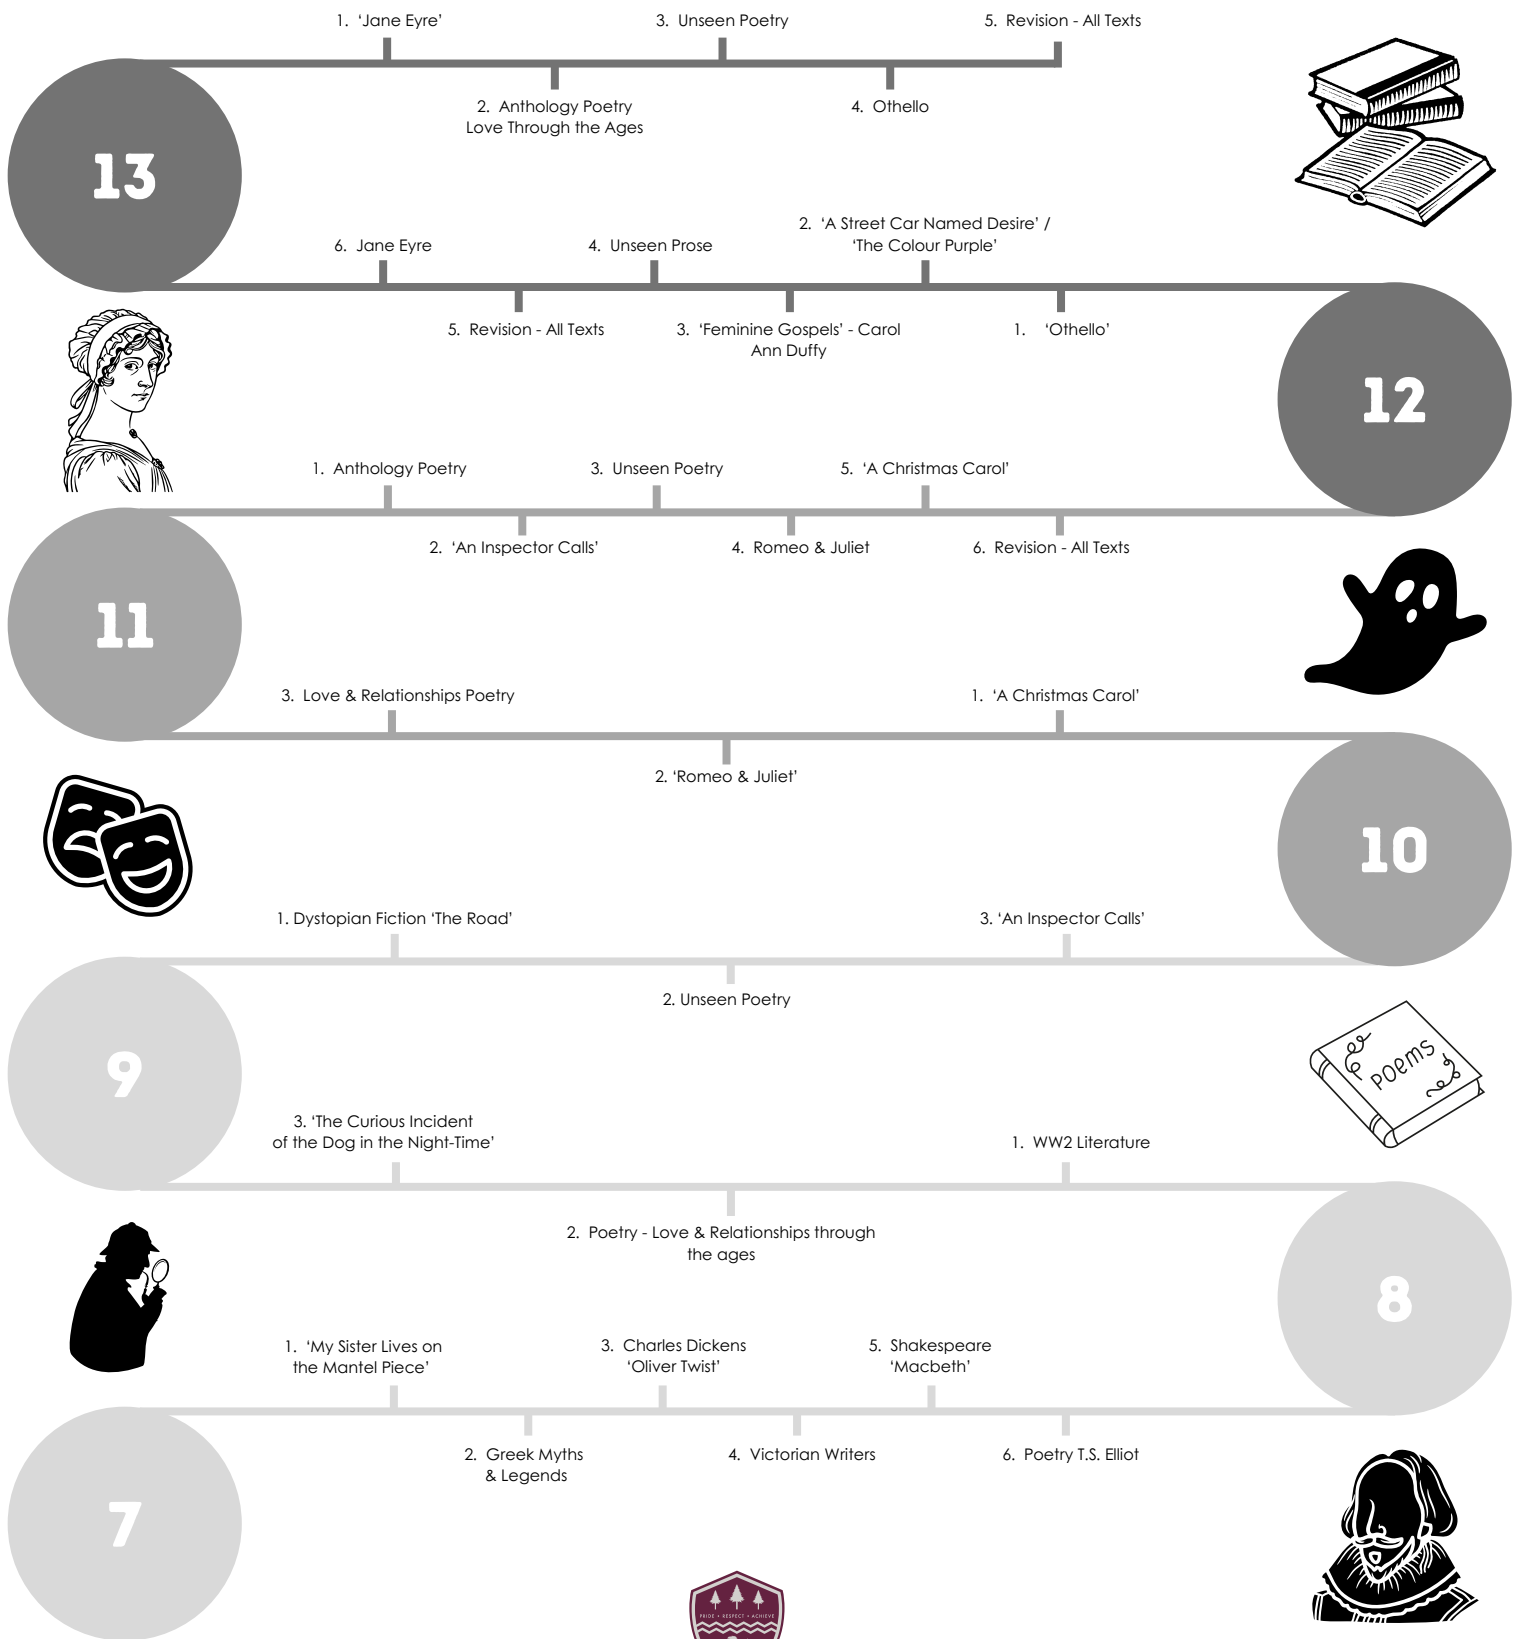 1. ‘Jane Eyre’
3. Unseen Poetry
5. Revision - All Texts
2. Anthology Poetry
Love Through the Ages
4. Othello
13
2. ‘A Street Car Named Desire’ /
‘The Colour Purple’
6. Jane Eyre
4. Unseen Prose
5. Revision - All Texts
3. ‘Feminine Gospels’ - Carol
Ann Duffy
1. ‘Othello’
12
1. Anthology Poetry
3. Unseen Poetry
5. ‘A Christmas Carol’
2. ‘An Inspector Calls’
4. Romeo & Juliet
6. Revision - All Texts
11
3. Love & Relationships Poetry
1. ‘A Christmas Carol’
2. ‘Romeo & Juliet’
10
1. Dystopian Fiction ‘The Road’
3. ‘An Inspector Calls’
2. Unseen Poetry
9
poems
3. ‘The Curious Incident
of the Dog in the Night-Time’
1. WW2 Literature
2. Poetry - Love & Relationships through
the ages
8
1. ‘My Sister Lives on
the Mantel Piece’
3. Charles Dickens
‘Oliver Twist’
5. Shakespeare
‘Macbeth’
2. Greek Myths
& Legends
4. Victorian Writers
6. Poetry T.S. Elliot
7
PRIDE • RESPECT • ACHIEVE